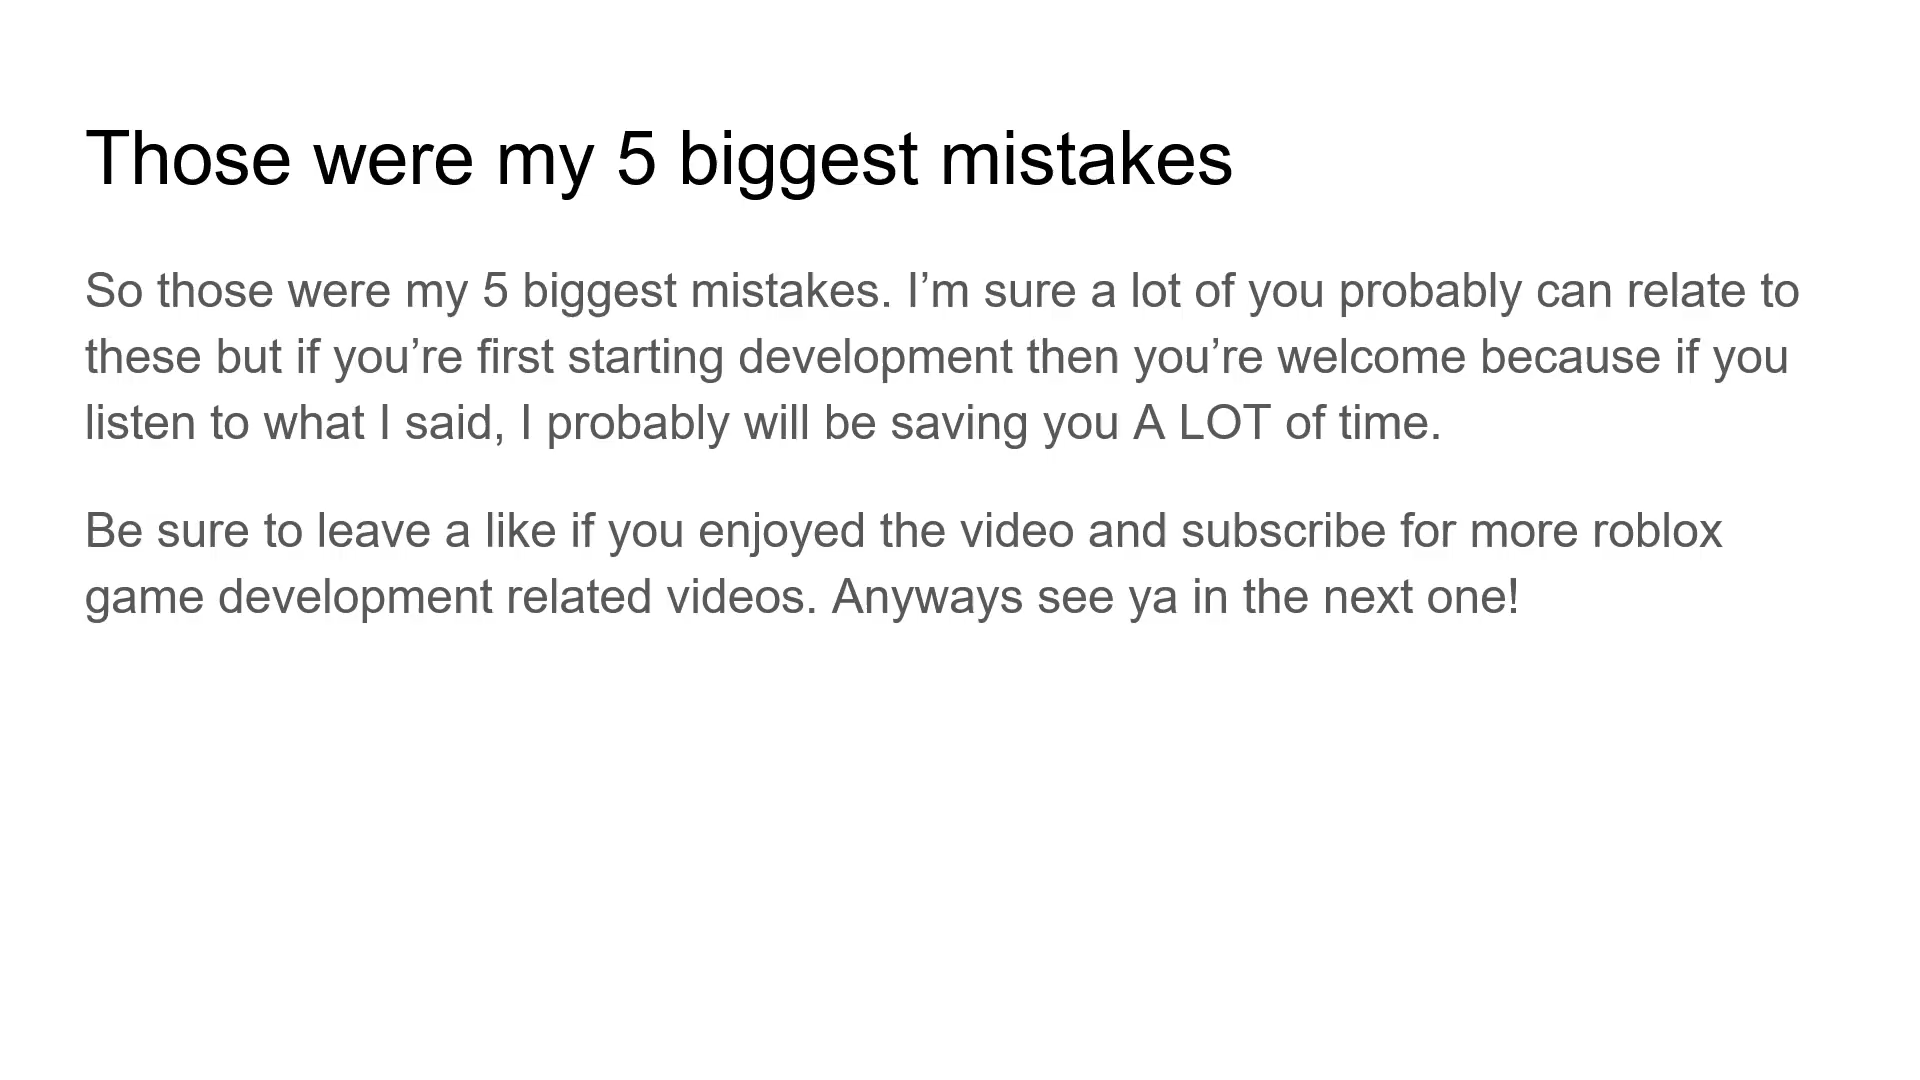 Those were my 5 biggest mistakes
So those were my 5 biggest mistakes. I’m sure a lot of you probably can relate to
these but if you’re first starting development then you’re welcome because if you
listen to what I said, I probably will be saving you A LOT of time.
Be sure to leave a like if you enjoyed the video and subscribe for more roblox
game development related videos. Anyways see ya in the next one!